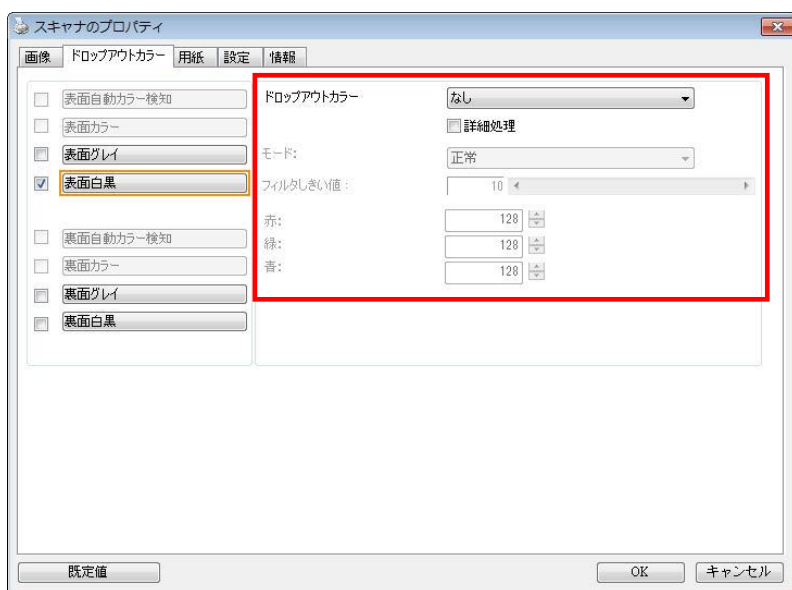 スキャナのプロパティ
画像 ドロップアウトカラー 用紙 設定 情報
表面自動カラー検知
表面カラー
表面グレイ
表面白黒
裏面自動カラー検知
裏面カラー
裏面グレイ
裏面白黒
ドロップアウトカラー なし
詳細処理
モード: 正常
フィルタしきい値: 10
赤: 128
緑: 128
青: 128
既定値 OK キャンセル